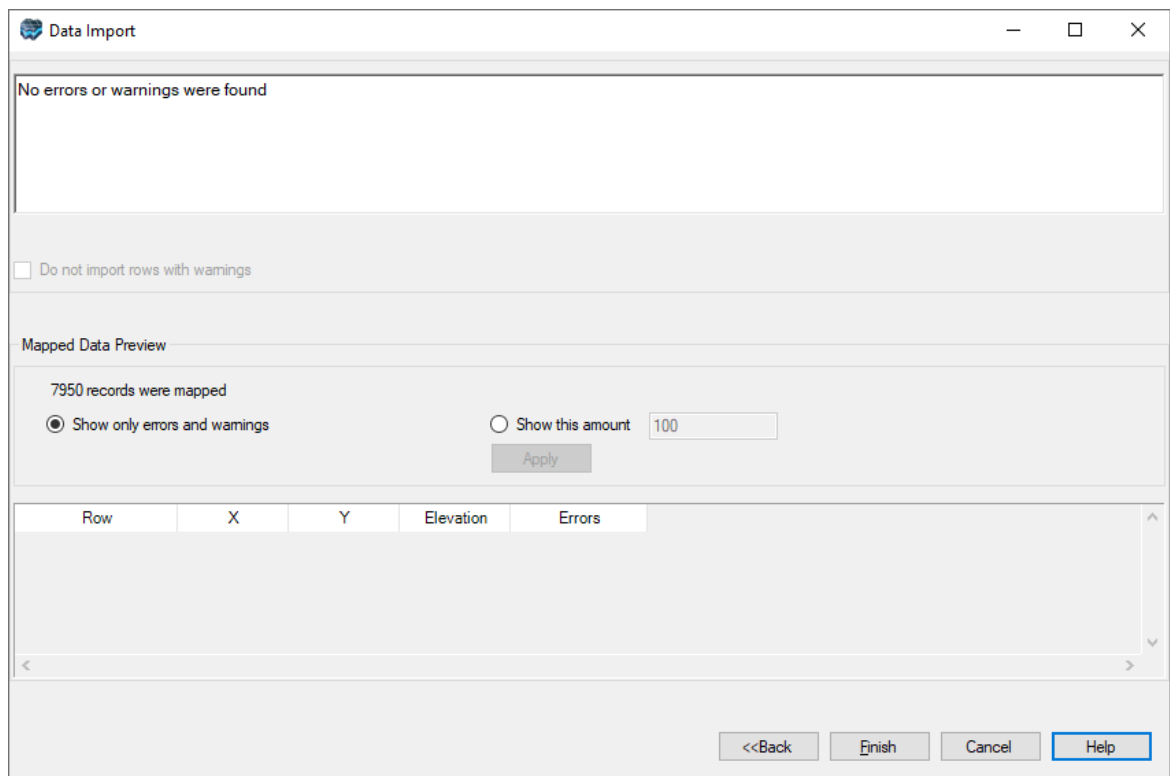 Data Import
No errors or warnings were found
Do not import rows with warnings
Mapped Data Preview
7950 records were mapped
Show only errors and warnings Show this amount 100
Apply
Row X Y Elevation Errors
<<Back Finish Cancel Help